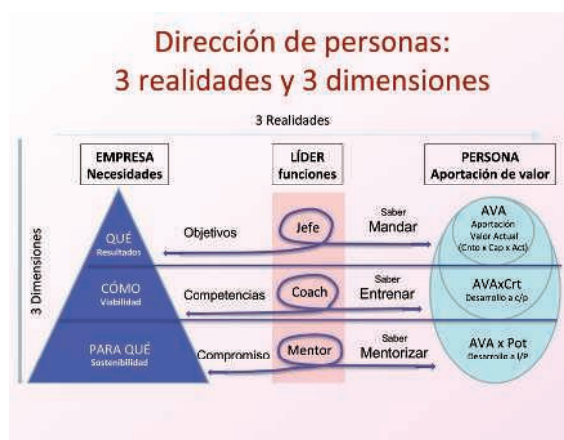 Dirección de personas:
3 realidades y 3 dimensiones
3 Realidades
EMPRESA
Necesidades
LÍDER
funciones
PERSONA
Aportación de valor
3 Dimensiones
QUÉ
Resultados
Objetivos
Jefe
Saber
Mandar
AVA
Aportación
Valor Actual
(Cnto x Cap x Act)
CÓMO
Viabilidad
Competencias
Coach
Saber
Entrenar
AVAxCrt
Desarrollo a c/p
PARA QUÉ
Sostenibilidad
Compromiso
Mentor
Saber
Mentorizar
AVA x Pot
Desarrollo a l/P